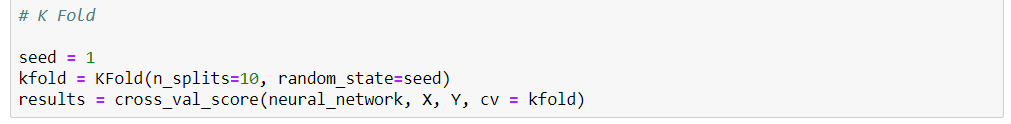 # K Fold
seed = 1
kfold = KFold(n_splits=10, random_state=seed)
results = cross_val_score(neural_network, X, Y, cv = kfold)